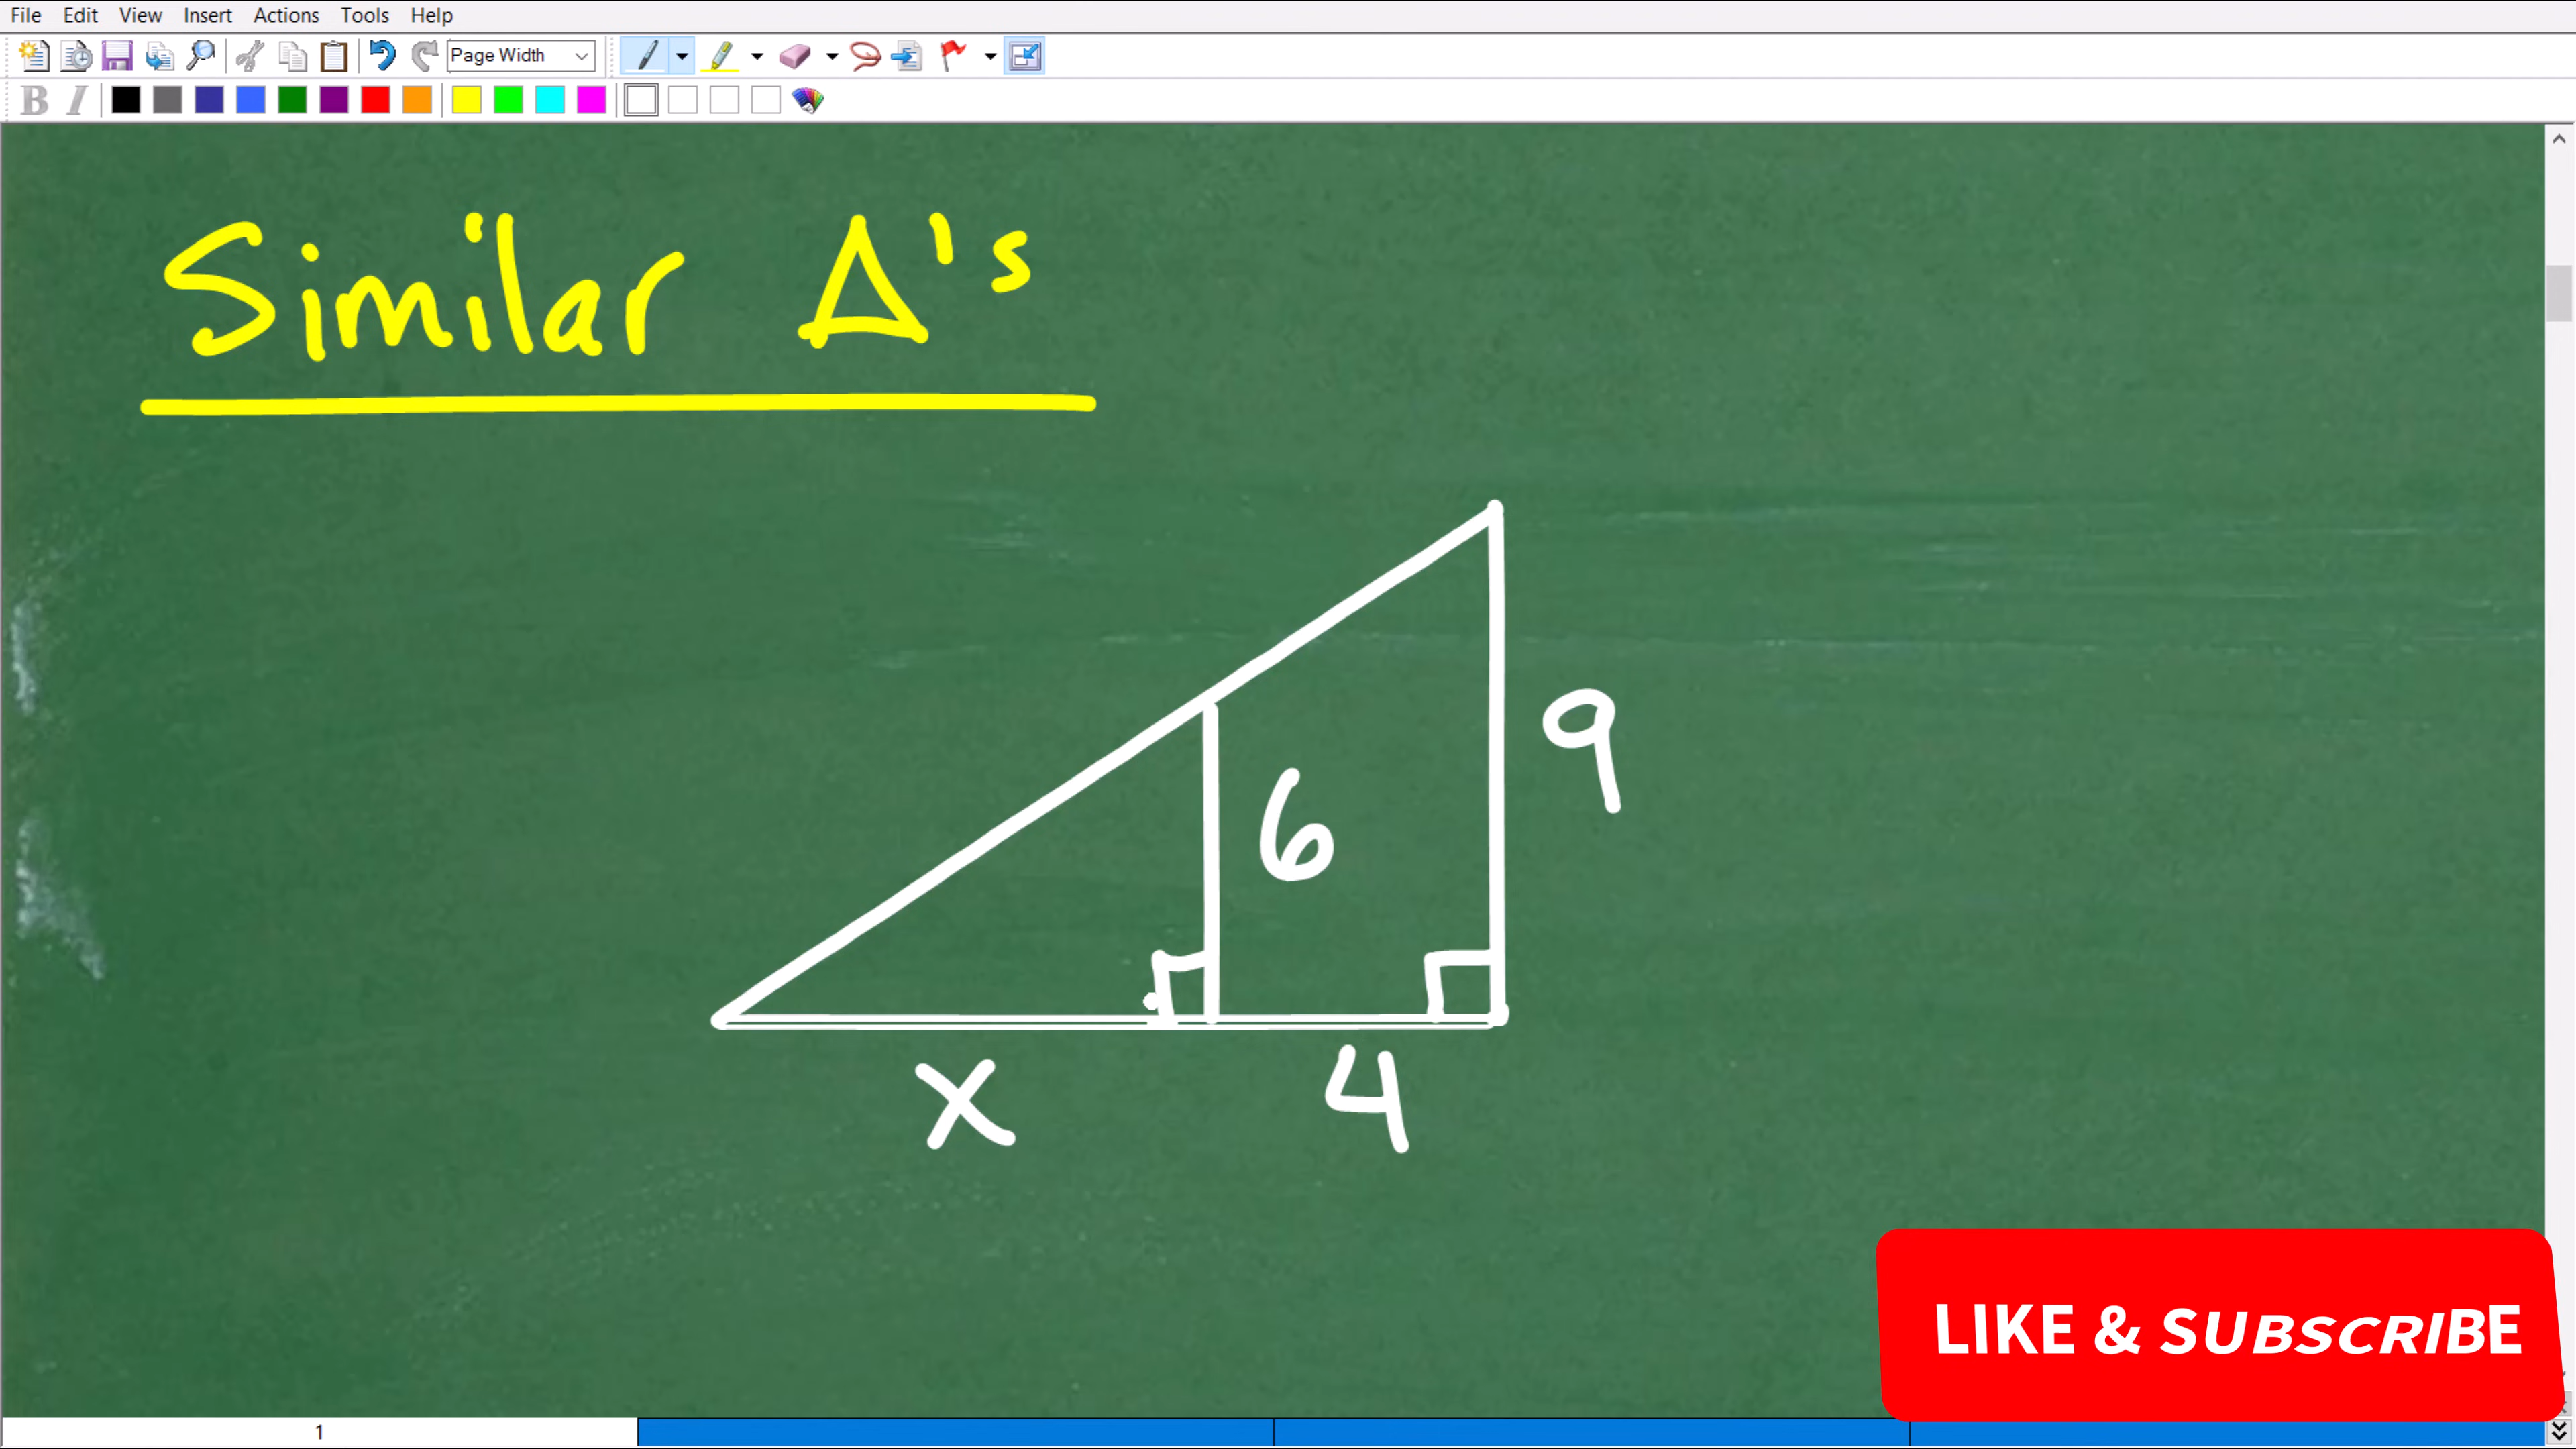 File Edit View Insert Actions Tools Help
Page Width
B I
Similar Δ's
9
6
x 4
LIKE & SUBSCRIBE
1